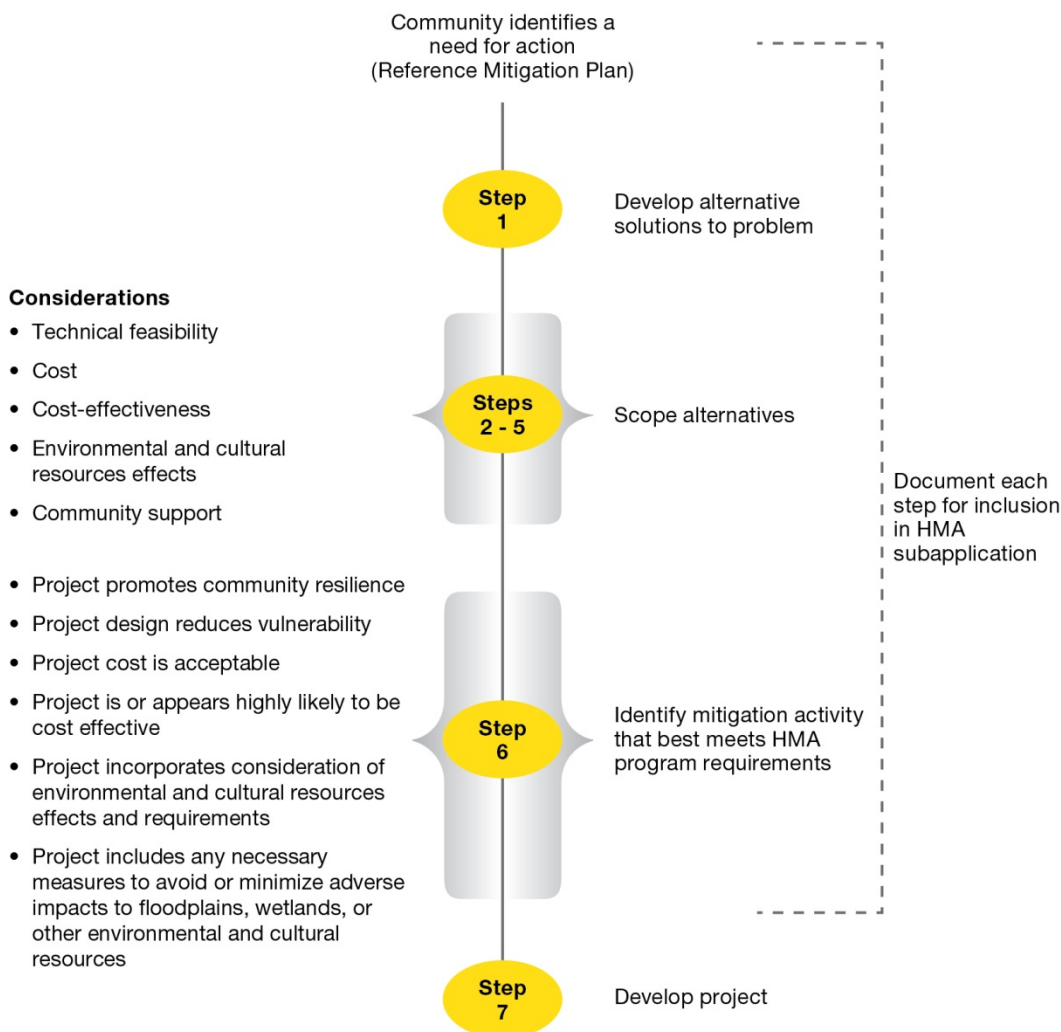 Community identifies a
need for action
(Reference Mitigation Plan)
Step
1
Develop alternative
solutions to problem
Considerations
• Technical feasibility
• Cost
• Cost-effectiveness
• Environmental and cultural
resources effects
• Community support
Steps
2 - 5
Scope alternatives
• Project promotes community resilience
• Project design reduces vulnerability
• Project cost is acceptable
• Project is or appears highly likely to be
cost effective
• Project incorporates consideration of
environmental and cultural resources
effects and requirements
• Project includes any necessary
measures to avoid or minimize adverse
impacts to floodplains, wetlands, or
other environmental and cultural
resources
Step
6
Identify mitigation activity
that best meets HMA
program requirements
Document each
step for inclusion
in HMA
subapplication
Step
7
Develop project